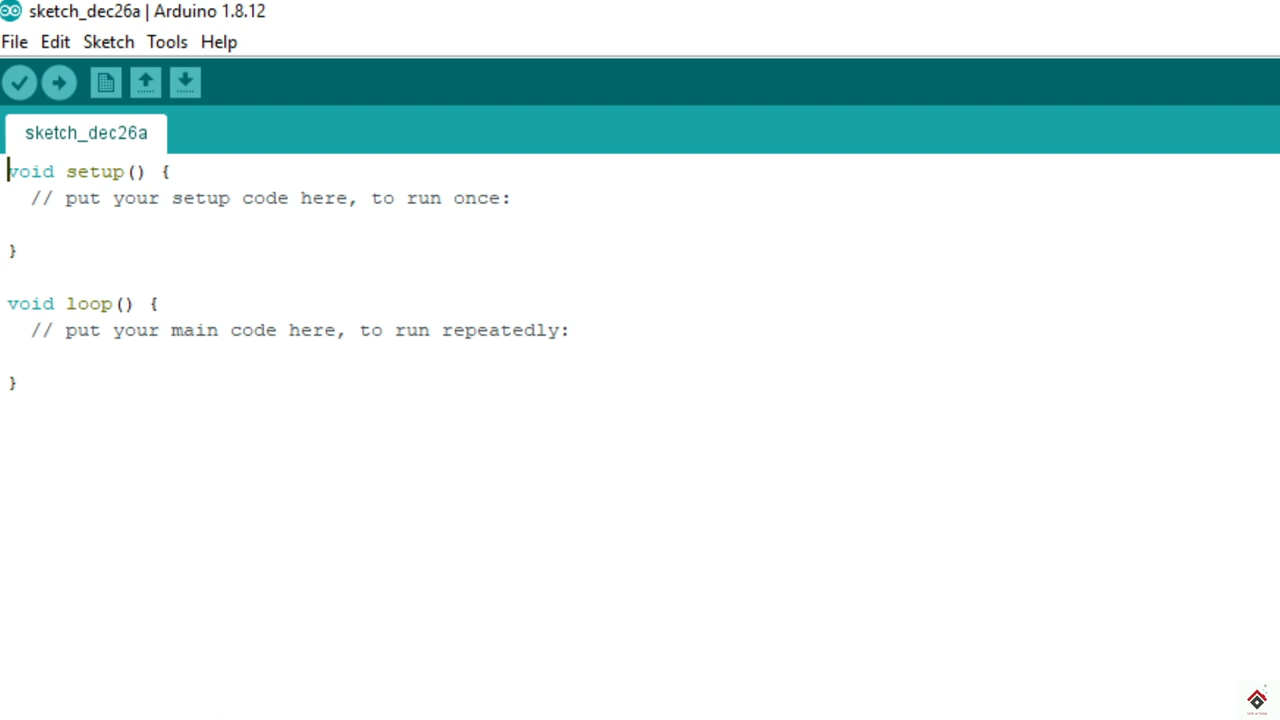 sketch_dec26a | Arduino 1.8.12
File Edit Sketch Tools Help
sketch_dec26a
void setup() {
  // put your setup code here, to run once:
}
void loop() {
  // put your main code here, to run repeatedly:
}